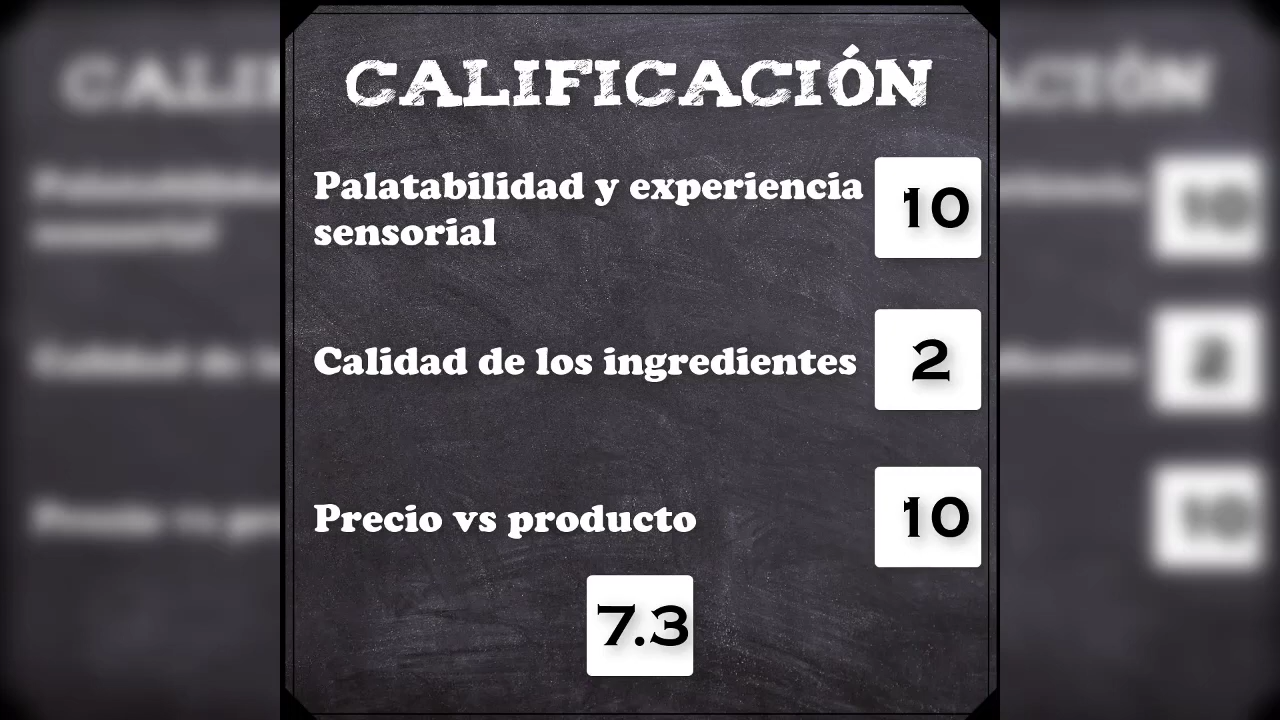 CALIFICACIÓN
Palatabilidad y experiencia 10
sensorial
Calidad de los ingredientes 2
Precio vs producto 10
7.3